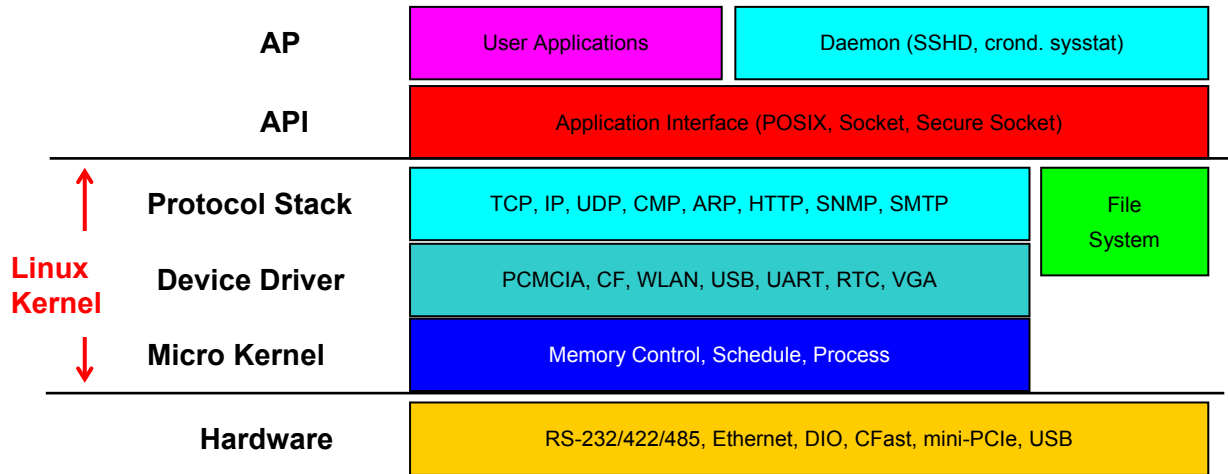 AP
User Applications
Daemon (SSHD, crond. sysstat)
API
Application Interface (POSIX, Socket, Secure Socket)
Linux
Kernel
Protocol Stack
TCP, IP, UDP, CMP, ARP, HTTP, SNMP, SMTP
File
System
Device Driver
PCMCIA, CF, WLAN, USB, UART, RTC, VGA
Micro Kernel
Memory Control, Schedule, Process
Hardware
RS-232/422/485, Ethernet, DIO, CFast, mini-PCIe, USB